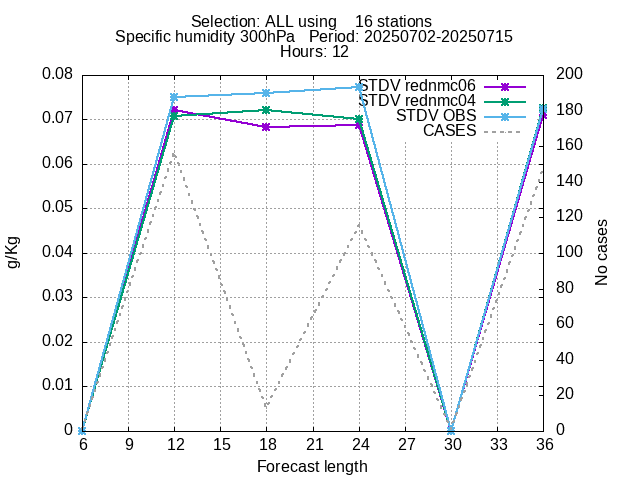 Selection: ALL using    16 stations
Specific humidity 300hPa   Period: 20250702-20250715
Hours: 12
STDV rednmc06
STDV rednmc04
STDV OBS
CASES
0.08
0.07
0.06
0.05
0.04
0.03
0.02
0.01
0
g/Kg
200
180
160
140
120
100
80
60
40
20
0
No cases
6 9 12 15 18 21 24 27 30 33 36
Forecast length